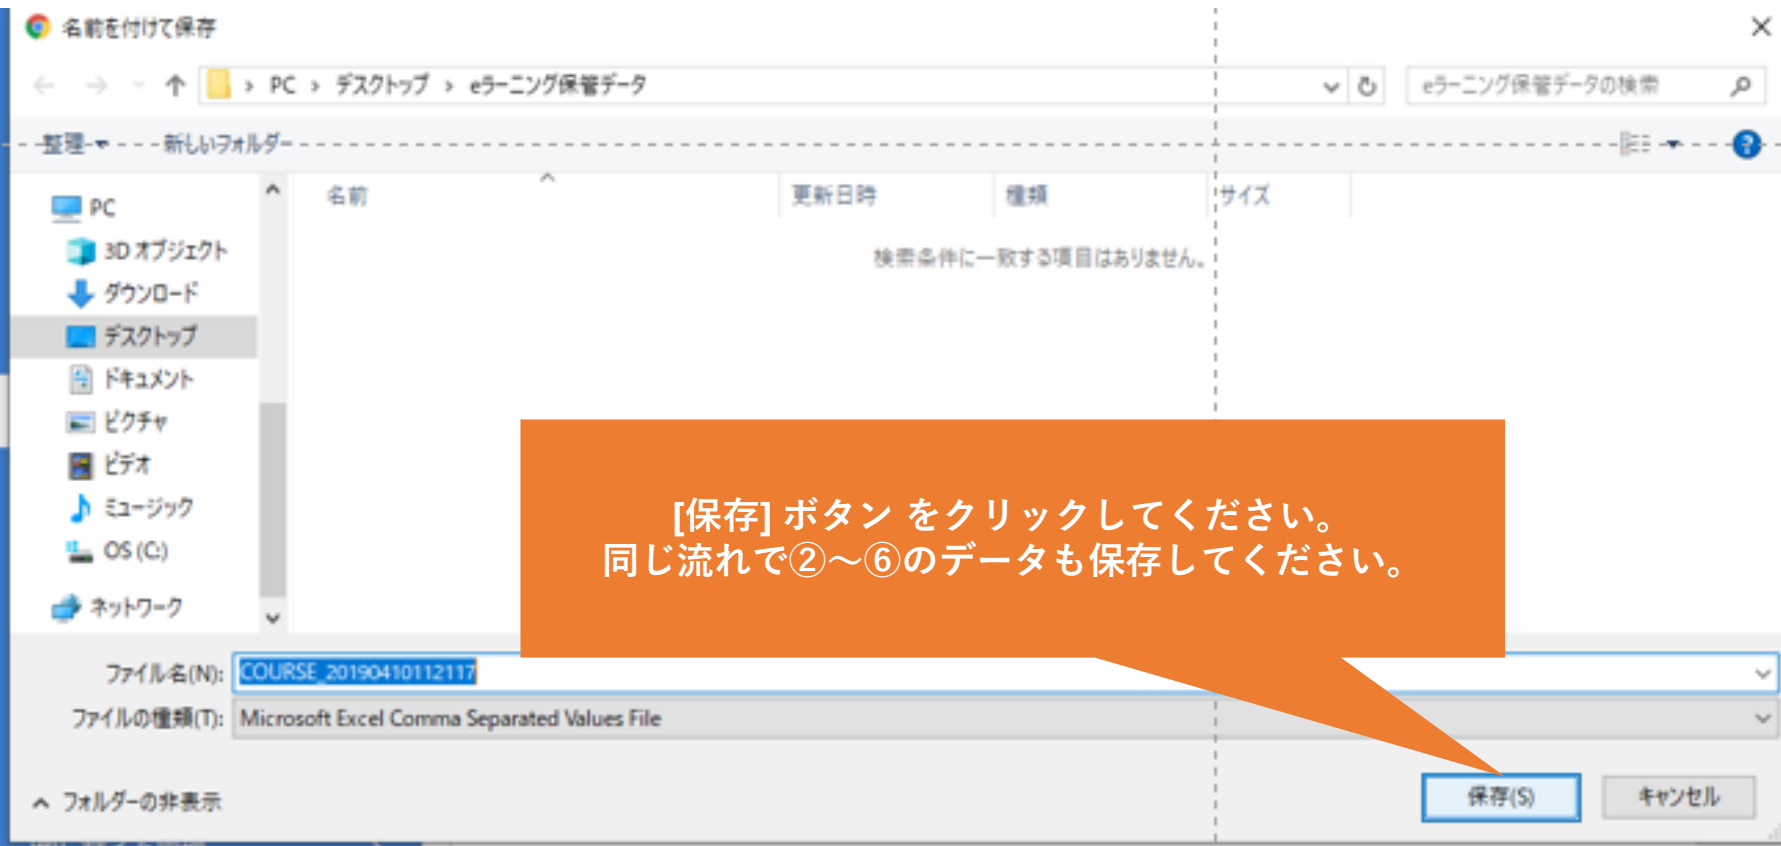 名前を付けて保存
PC › デスクトップ › eラーニング保管データ
eラーニング保管データの検索
整理
新しいフォルダー
名前
更新日時
種類
サイズ
検索条件に一致する項目はありません。
PC
3D オブジェクト
ダウンロード
デスクトップ
ドキュメント
ピクチャ
ビデオ
ミュージック
OS (C:)
ネットワーク
[保存] ボタン をクリックしてください。
同じ流れで②～⑥のデータも保存してください。
ファイル名(N): COURSE_20190410112117
ファイルの種類(T): Microsoft Excel Comma Separated Values File
フォルダーの非表示
保存(S)
キャンセル